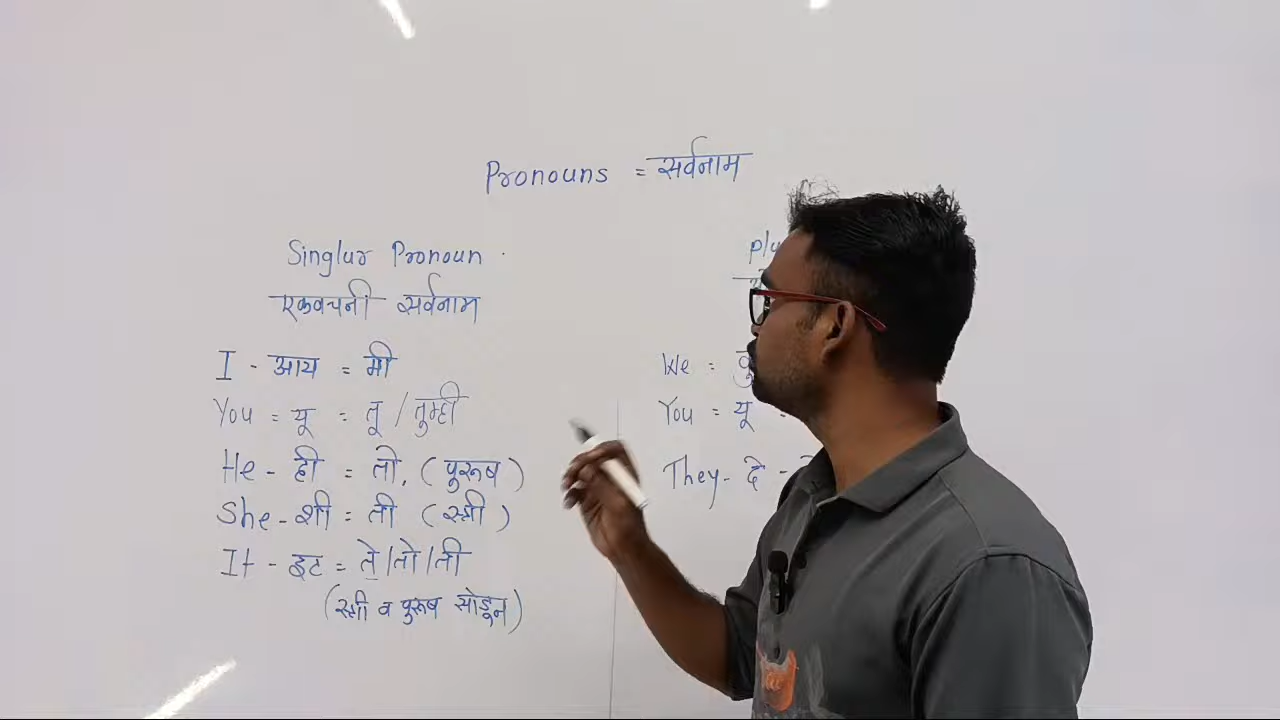 Pronouns = सर्वनाम
Singlur Pronoun
एकवचनी सर्वनाम
I - आय = मी
You = यू = तू / तुम्ही
He - ही = तो. (पुरूष)
She - शी = ती (स्त्री)
It - इट = ते/तो/ती
(स्त्री व पुरूष सोडून)
We =
You = यू =
They - दे -